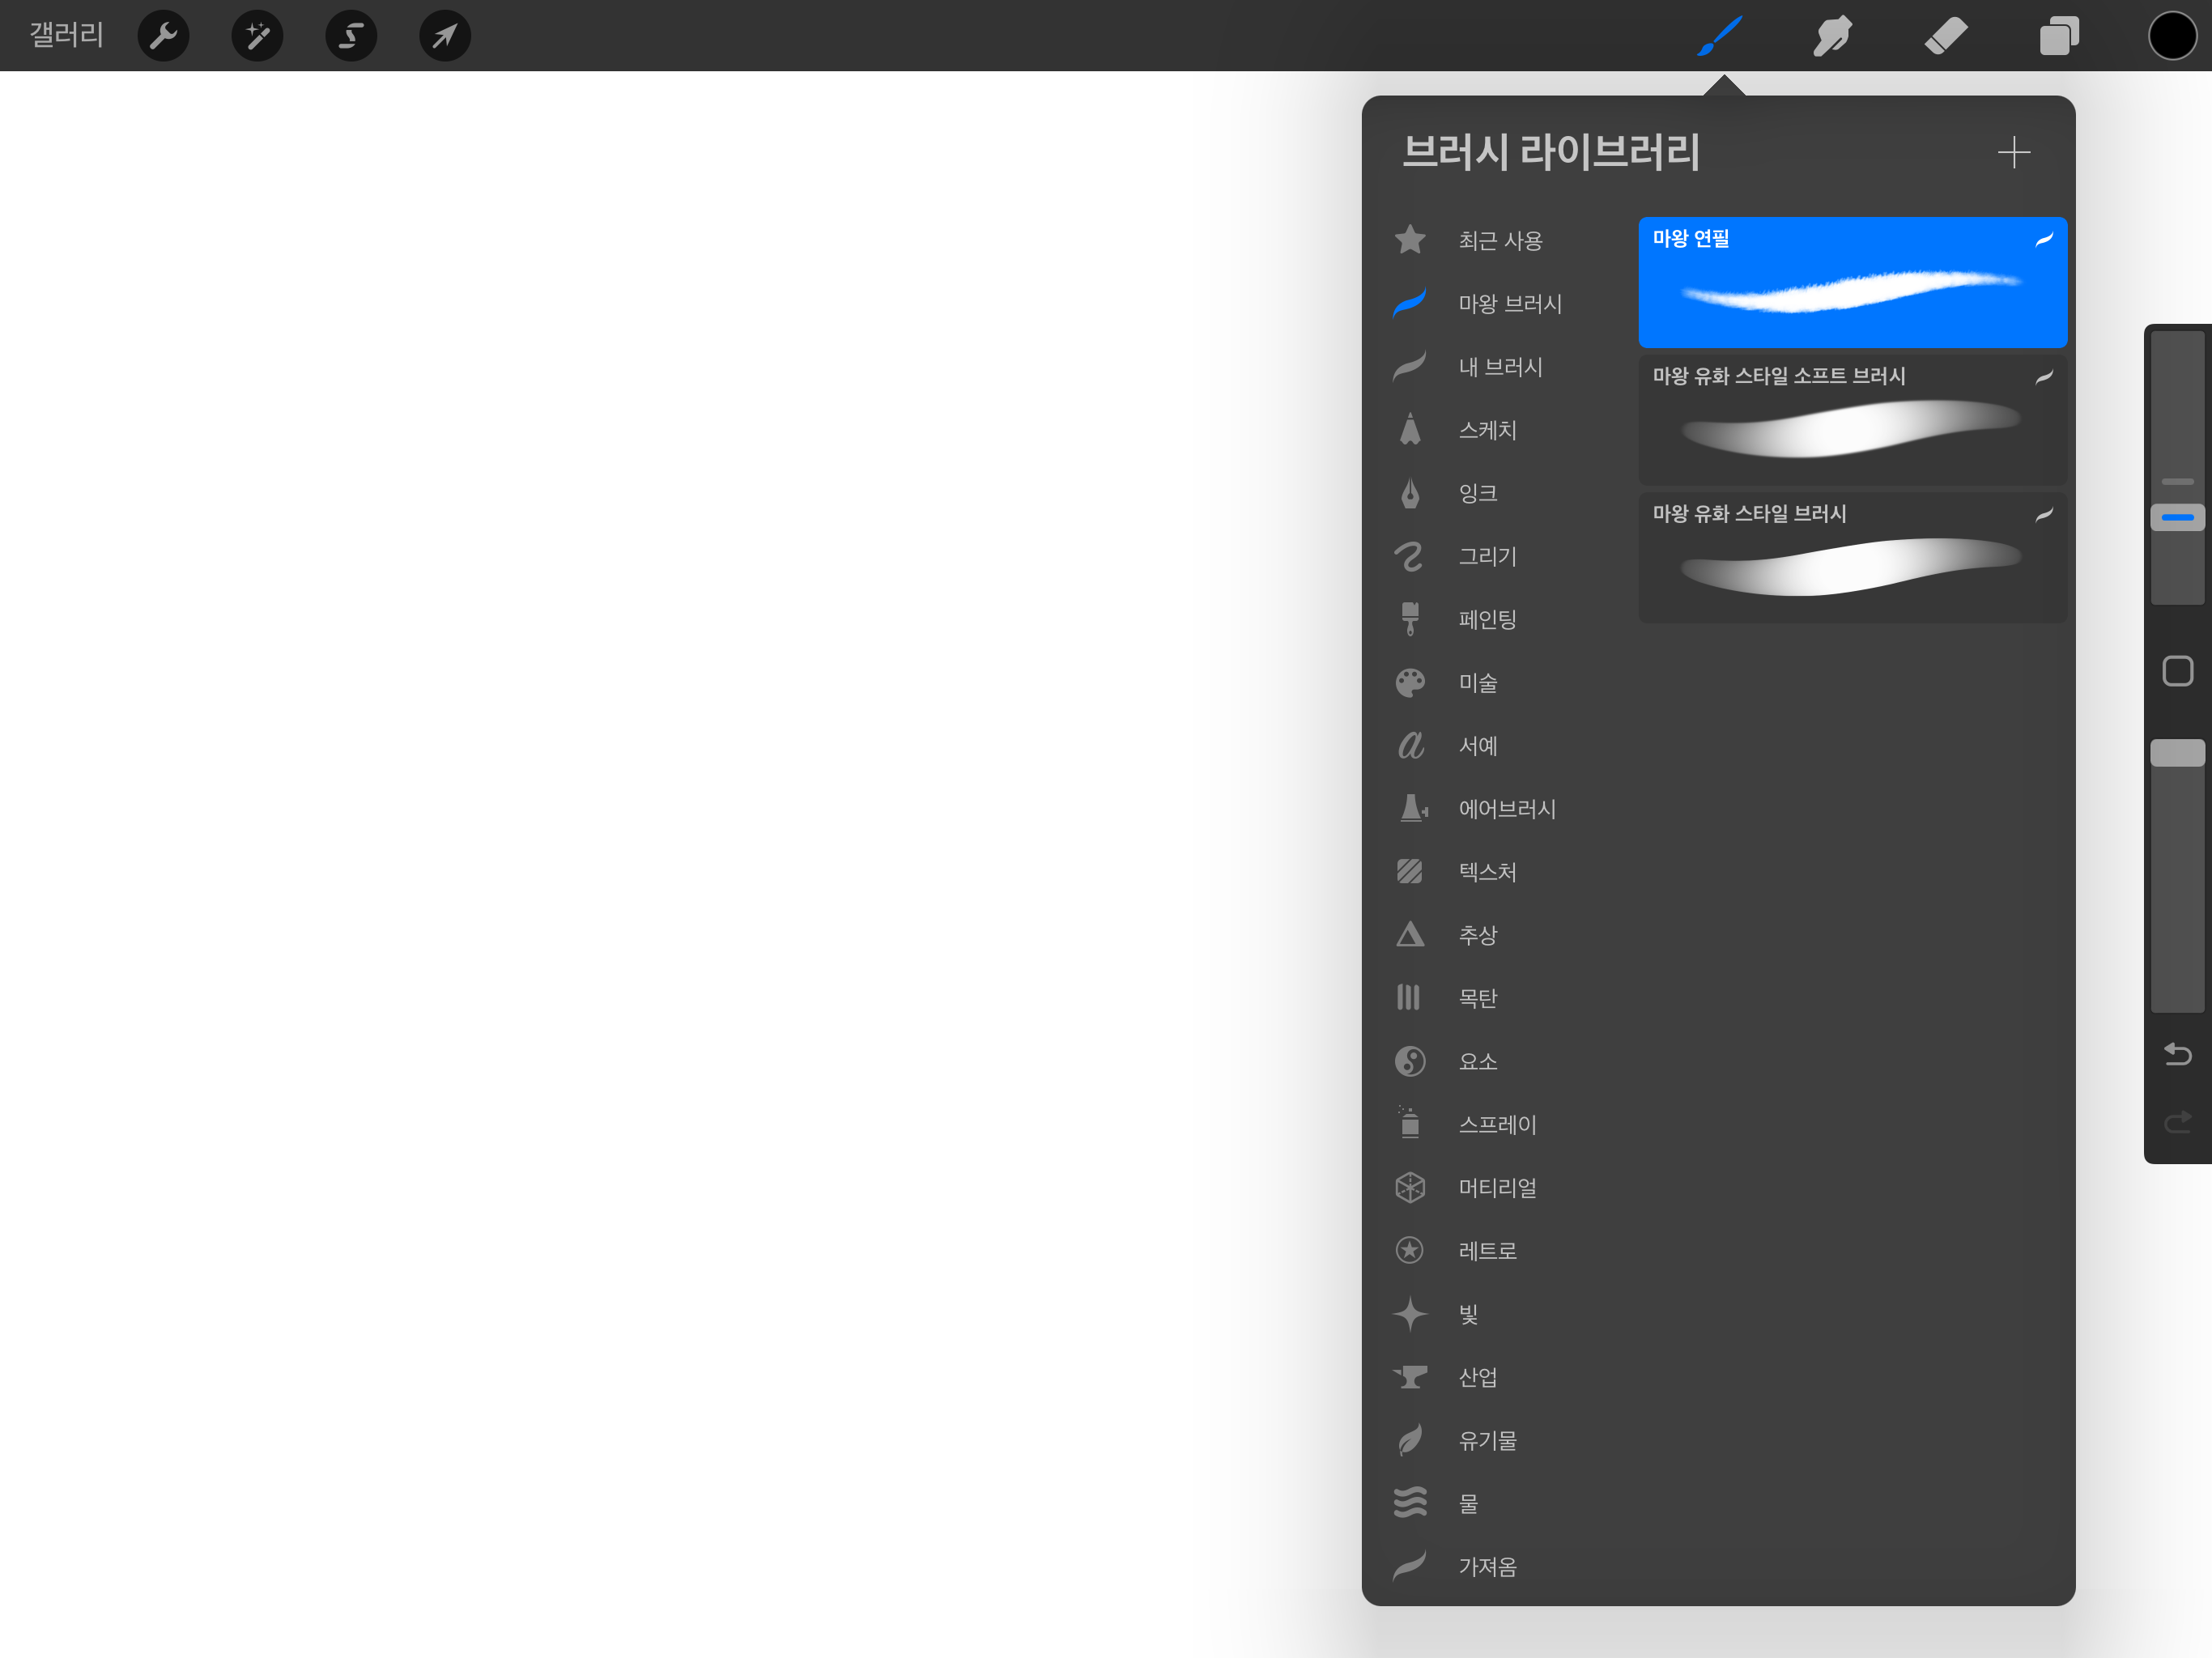 갤러리
브러시 라이브러리
최근 사용
마왕 브러시
내 브러시
스케치
잉크
그리기
페인팅
미술
서예
에어브러시
텍스처
추상
목탄
요소
스프레이
머티리얼
레트로
빛
산업
유기물
물
가져옴
마왕 연필
마왕 유화 스타일 소프트 브러시
마왕 유화 스타일 브러시